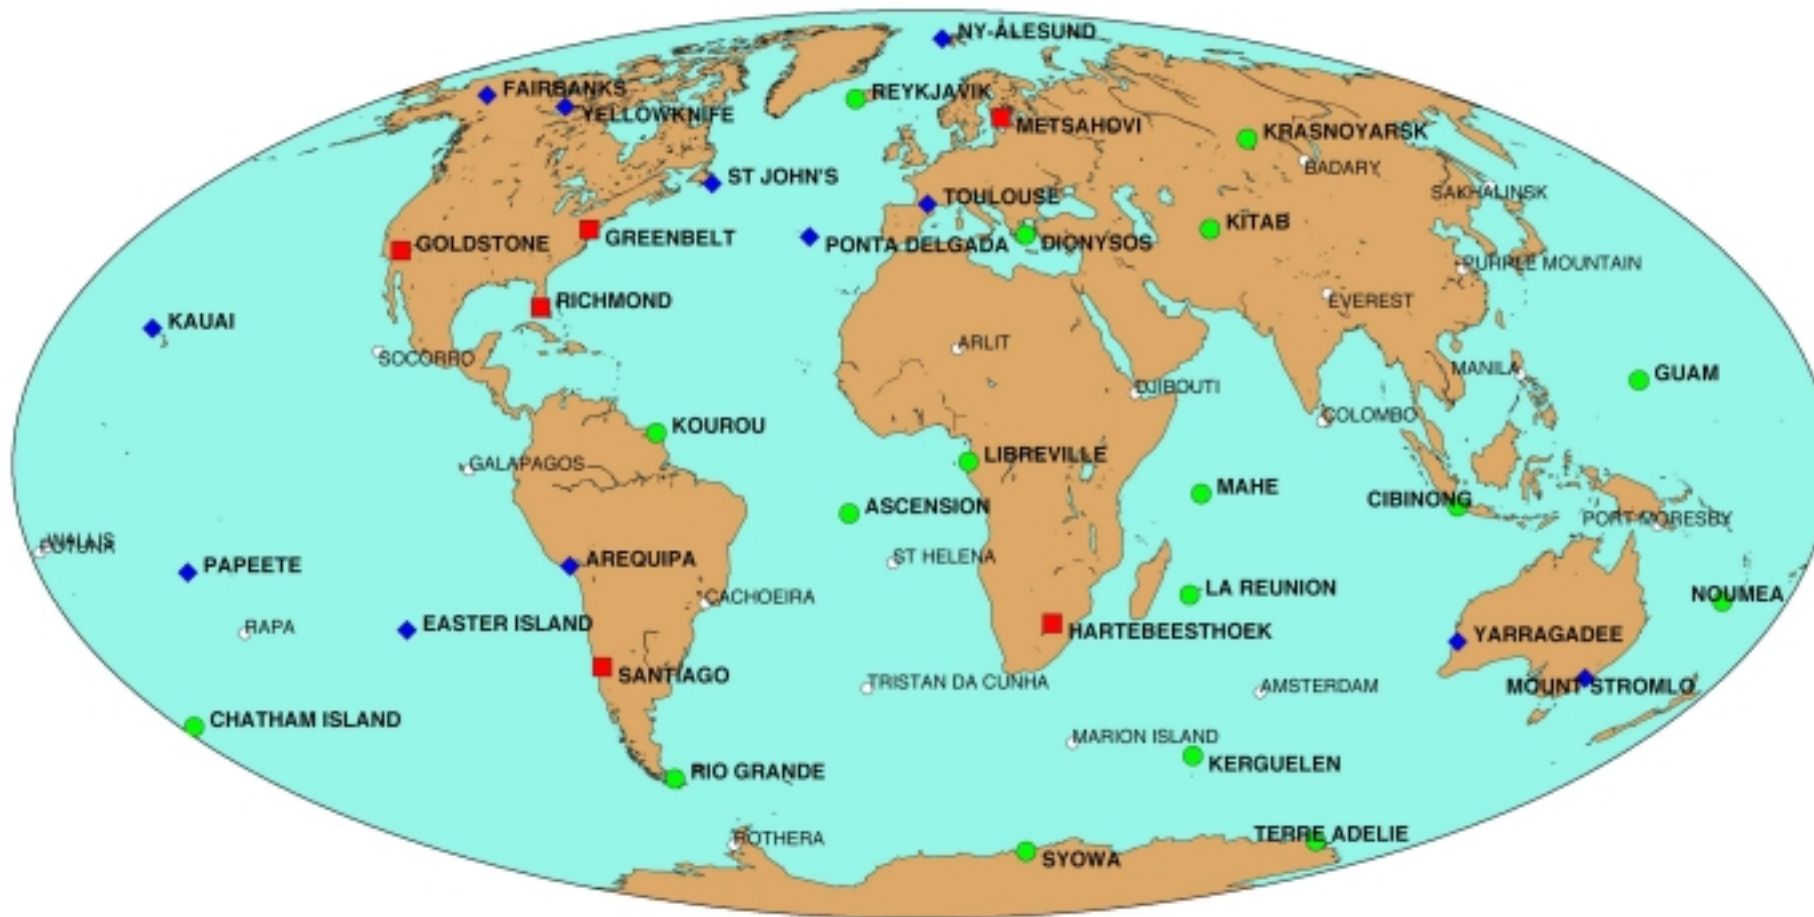 NY-ÅLESUND
FAIRBANKS
REYKJAVIK
YELLOWKNIFE
METSAHOVI
KRASNOYARSK
BADARY
ST JOHN'S
SAKHALINSK
TOULOUSE
KITAB
GREENBELT
GOLDSTONE
PONTA DELGADA
DIONYSOS
PURPLE MOUNTAIN
RICHMOND
EVEREST
KAUAI
ARLIT
SOCORRO
MANILA
GUAM
DJIBOUTI
COLOMBO
KOUROU
LIBREVILLE
GALAPAGOS
MAHE
CIBINONG
ASCENSION
PORT MORESBY
WALLIS
FUTUNA
ST HELENA
PAPEETE
AREQUIPA
LA REUNION
NOUMEA
CACHOEIRA
RAPA
EASTER ISLAND
HARTEBEESTHOEK
YARRAGADEE
SANTIAGO
TRISTAN DA CUNHA
AMSTERDAM
MOUNT STROMLO
CHATHAM ISLAND
MARION ISLAND
KERGUELEN
RIO GRANDE
ROTHERA
TERRE ADELIE
SYOWA